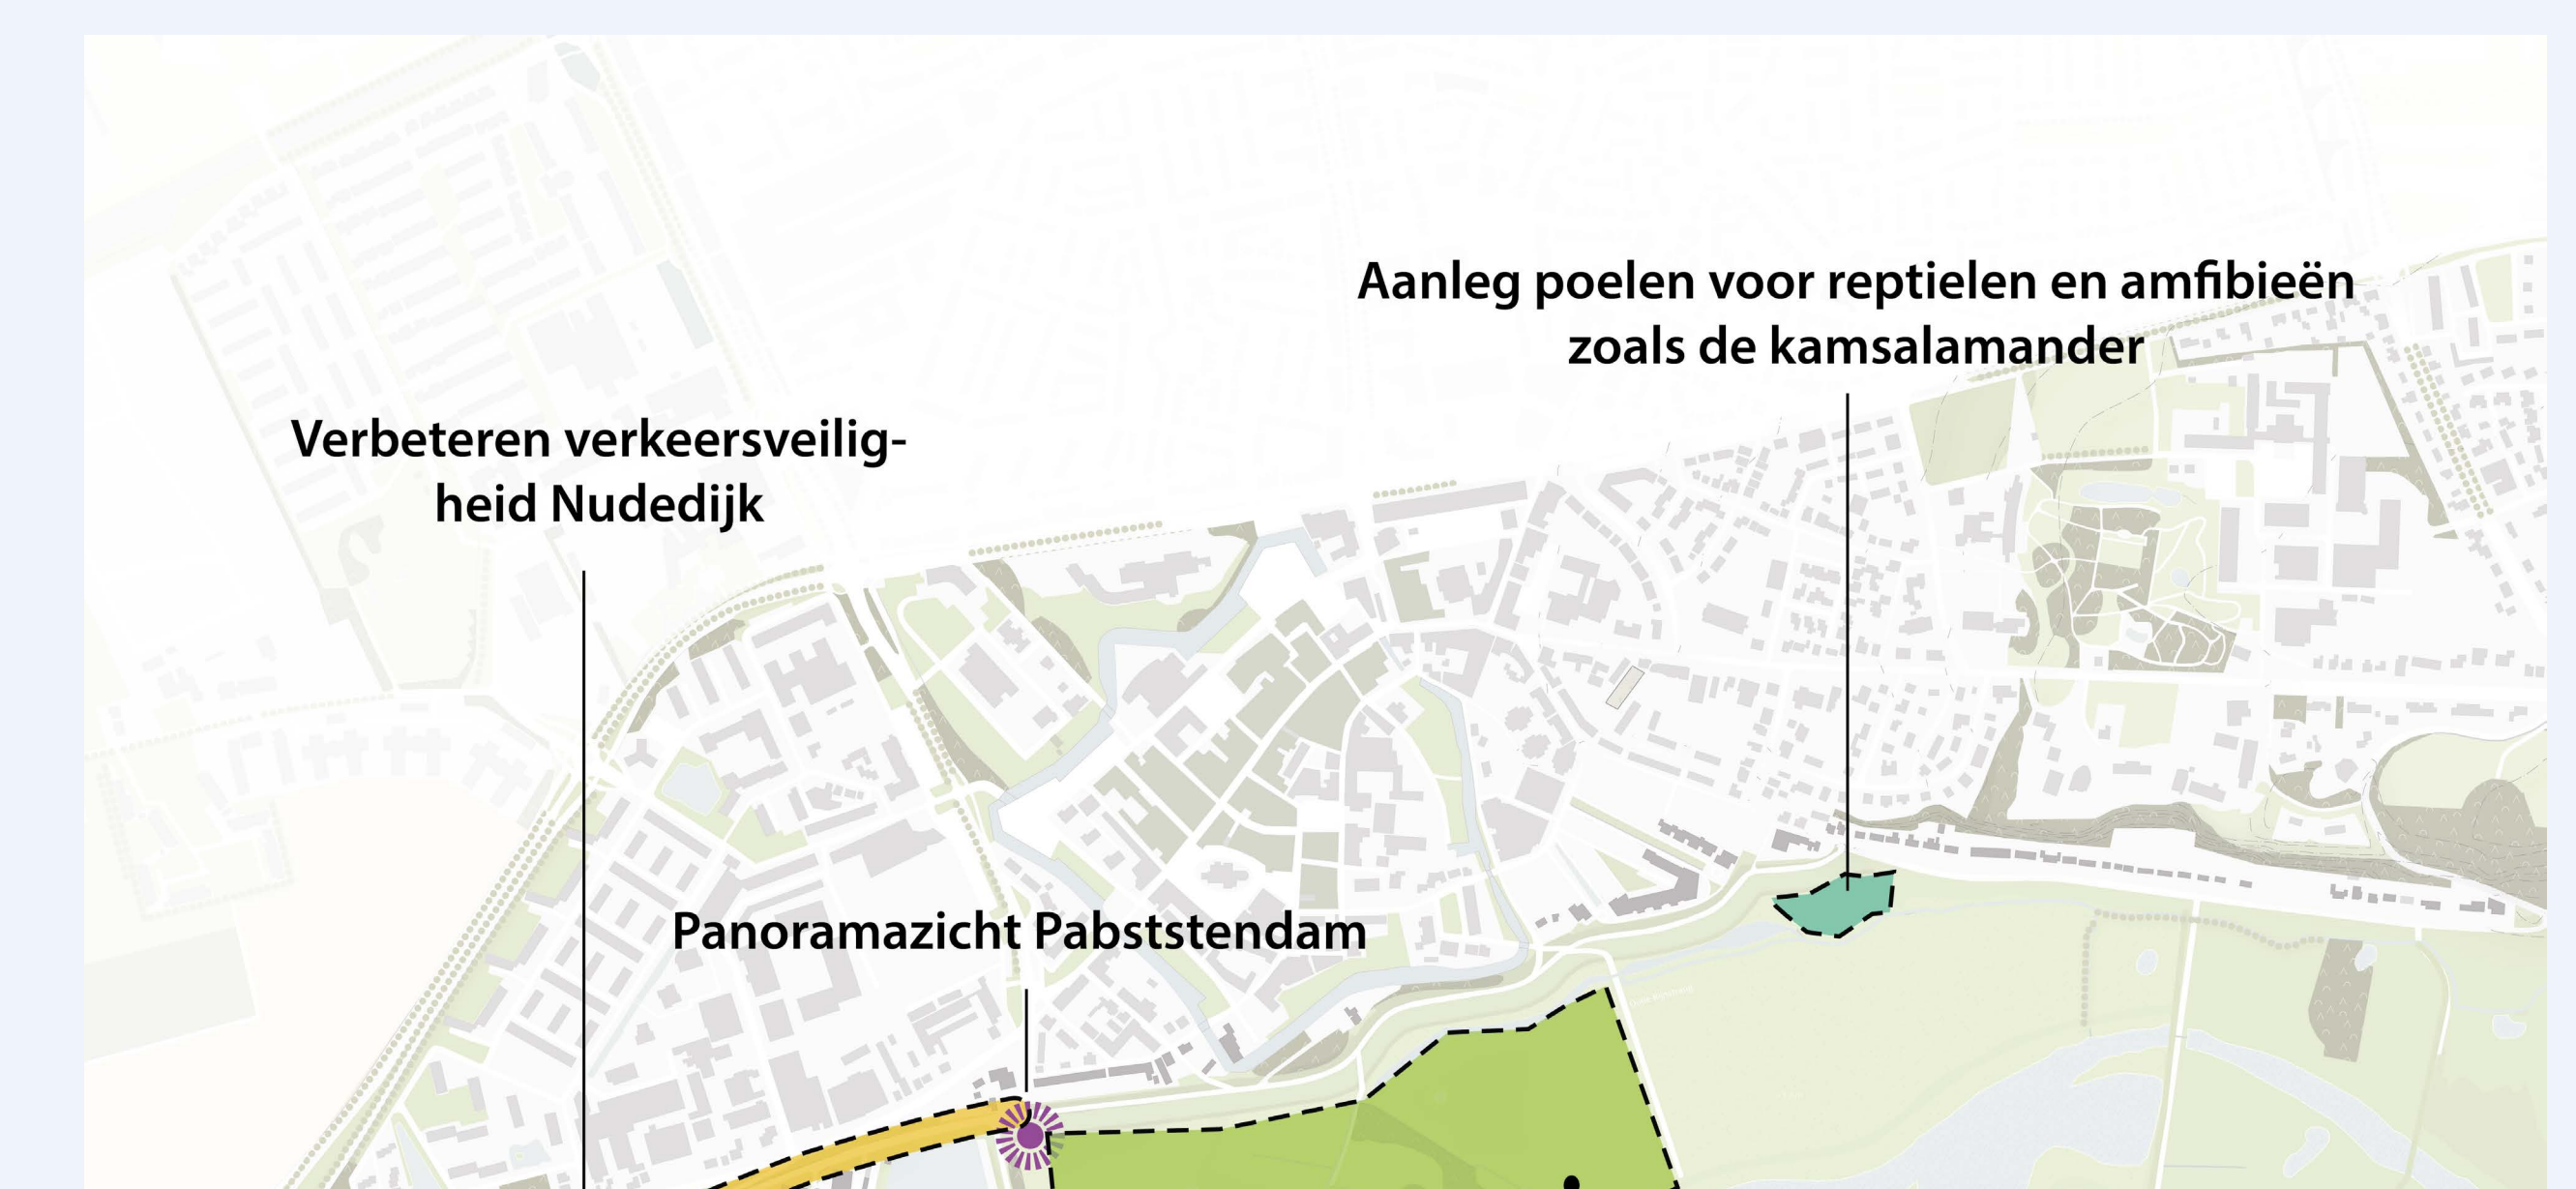 Aanleg poelen voor reptielen en amfibieën
zoals de kamsalamander
Verbeteren verkeersveilig-
heid Nudedijk
Panoramazicht Pabststendam